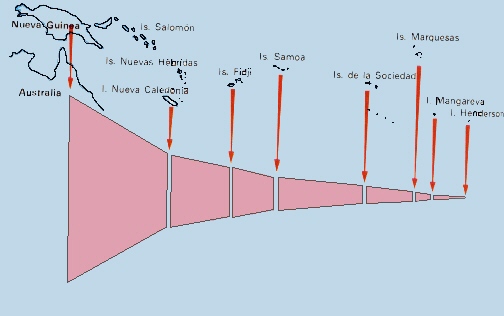 Nueva Guinea
Is. Salomón
Is. Nuevas Hébridas
Is. Fidji
Is. Samoa
Is. Marquesas
Is. de la Sociedad
Australia
I. Nueva Caledonia
I. Mangareva
I. Henderson